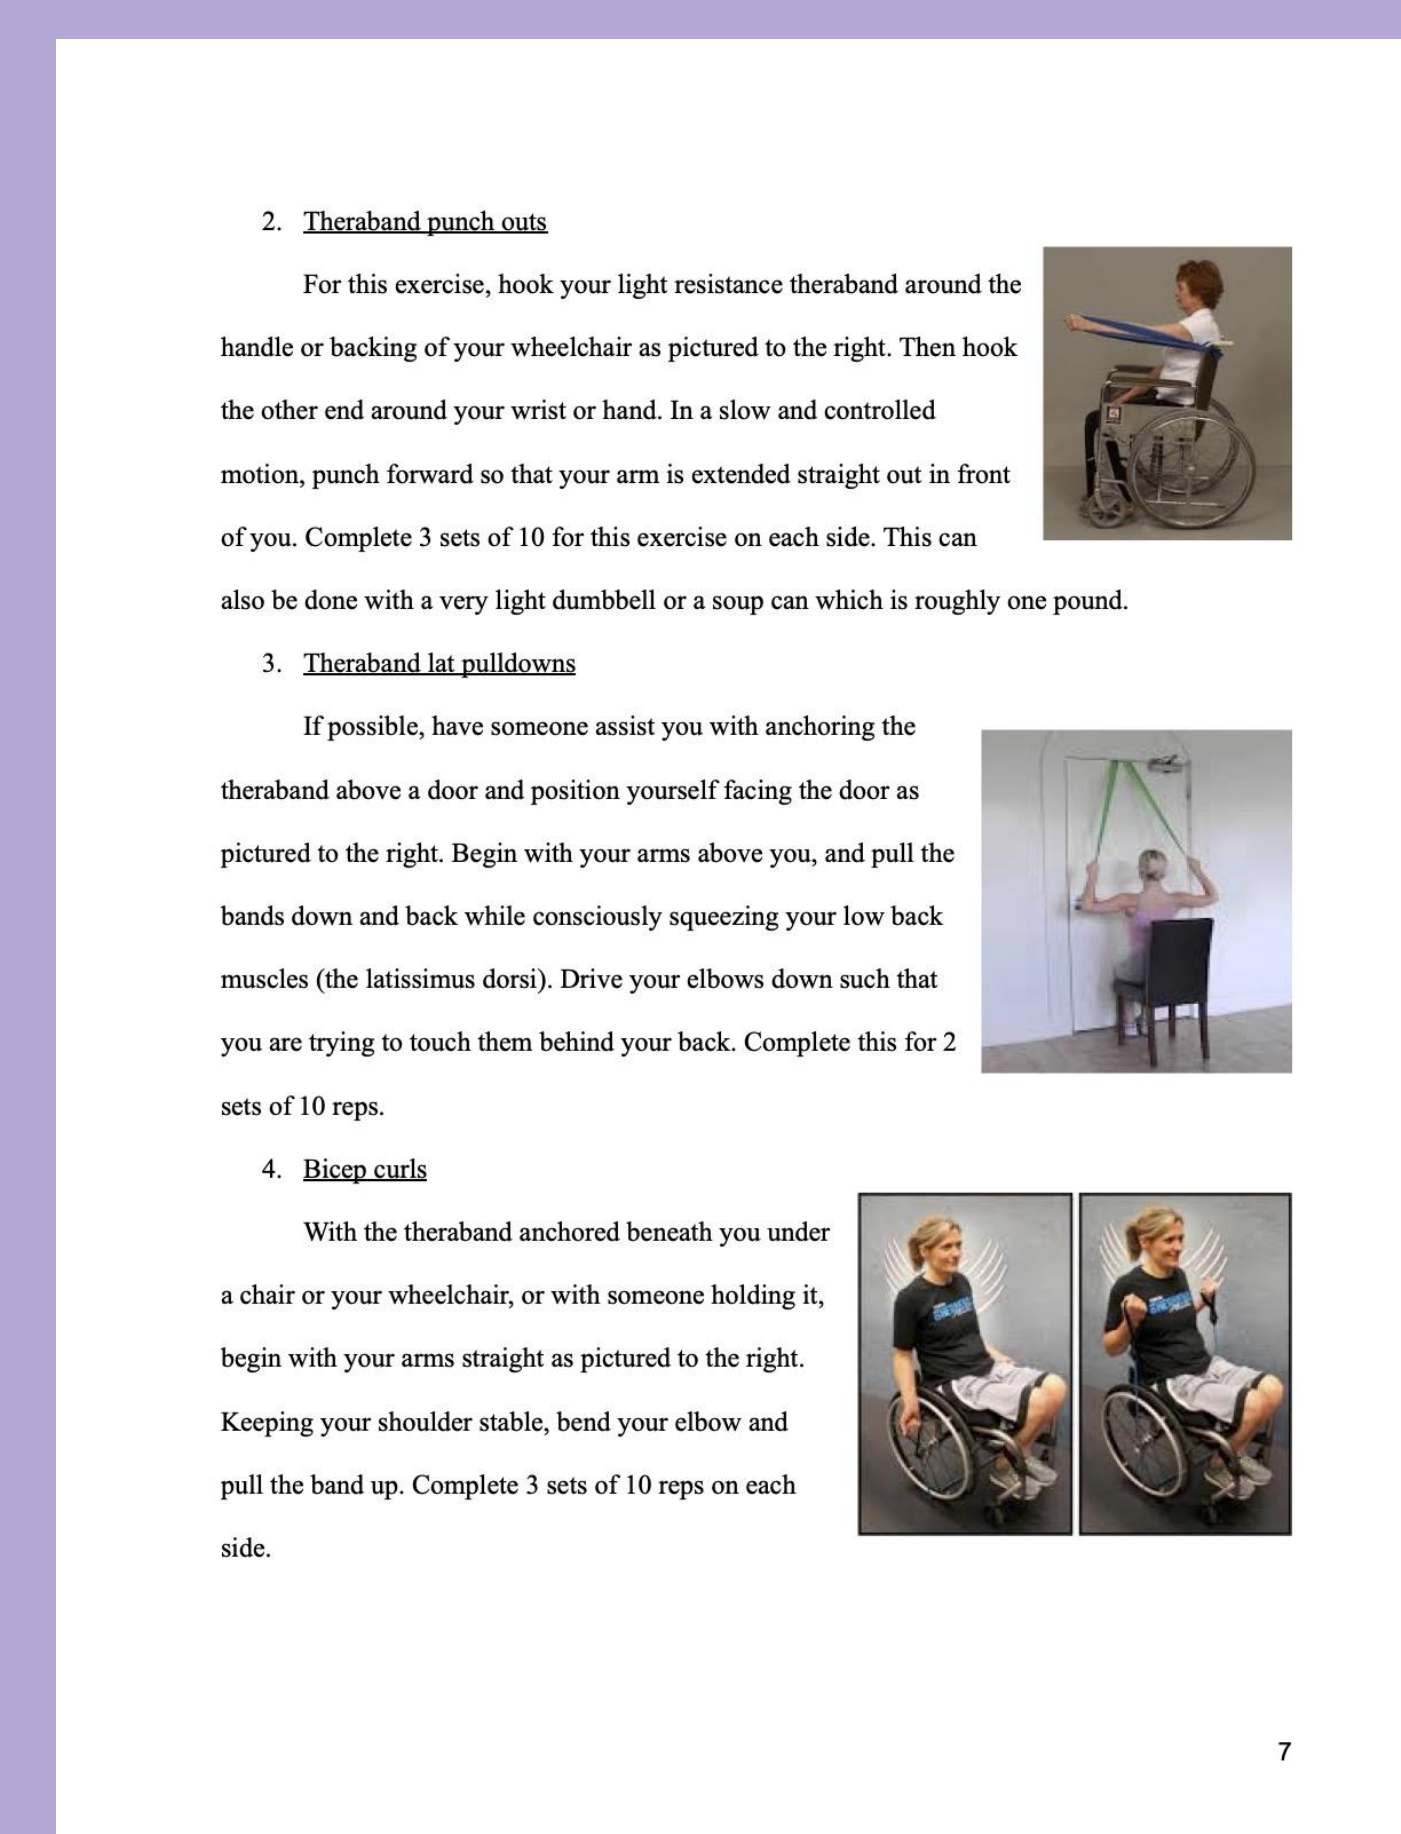 2. Theraband punch outs
For this exercise, hook your light resistance theraband around the
handle or backing of your wheelchair as pictured to the right. Then hook
the other end around your wrist or hand. In a slow and controlled
motion, punch forward so that your arm is extended straight out in front
of you. Complete 3 sets of 10 for this exercise on each side. This can
also be done with a very light dumbbell or a soup can which is roughly one pound.
3. Theraband lat pulldowns
If possible, have someone assist you with anchoring the
theraband above a door and position yourself facing the door as
pictured to the right. Begin with your arms above you, and pull the
bands down and back while consciously squeezing your low back
muscles (the latissimus dorsi). Drive your elbows down such that
you are trying to touch them behind your back. Complete this for 2
sets of 10 reps.
4. Bicep curls
With the theraband anchored beneath you under
a chair or your wheelchair, or with someone holding it,
begin with your arms straight as pictured to the right.
Keeping your shoulder stable, bend your elbow and
pull the band up. Complete 3 sets of 10 reps on each
side.
7